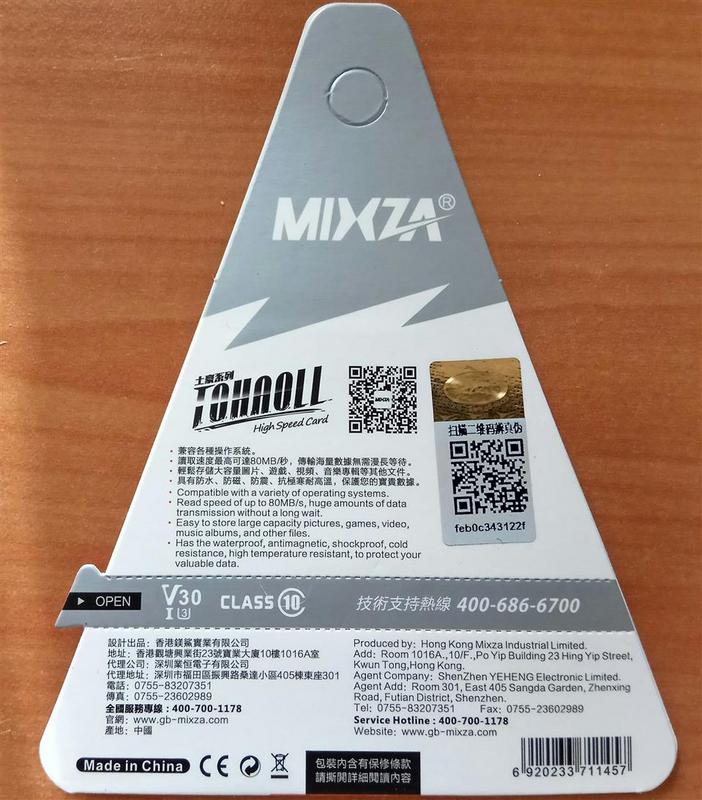 MIXZA®
土豪系列
TOHAOLL
High Speed Card
MIXZA
扫描二维码辨真伪
feb0c343122f
・兼容各種操作系統。
・讀取速度最高可達80MB/秒，傳輸海量數據無需漫長等待。
・輕鬆存儲大容量圖片、遊戲、視頻、音樂專輯等其他文件。
・具有防水、防磁、防震、抗極寒耐高溫，保護您的寶貴數據。
• Compatible with a variety of operating systems.
• Read speed of up to 80MB/s, huge amounts of data
transmission without a long wait.
• Easy to store large capacity pictures, games, video,
music albums, and other files.
• Has the waterproof, antimagnetic, shockproof, cold
resistance, high temperature resistant, to protect your
valuable data.
OPEN
V30
I U3
CLASS 10
技術支持熱線 400-686-6700
設計出品：香港鎂鯊實業有限公司
地址：香港觀塘興業街23號寶業大廈10樓1016A室
代理公司：深圳業恒電子有限公司
代理地址：深圳市福田區振興路桑達小區405棟東座301
電話：0755-83207351
傳真：0755-23602989
全國服務專線：400-700-1178
官網：www.gb-mixza.com
產地：中國
Produced by: Hong Kong Mixza Industrial Limited.
Add: Room 1016A.,10/F.,Po Yip Building 23 Hing Yip Street,
Kwun Tong,Hong Kong.
Agent Company: ShenZhen YEHENG Electronic Limited.
Agent Add: Room 301, East 405 Sangda Garden, Zhenxing
Road, Futian District, Shenzhen.
Tel: 0755-83207351 Fax: 0755-23602989
Service Hotline : 400-700-1178
Website: www.gb-mixza.com
Made in China
CE
包裝內含有保修條款
請撕開詳細閱讀內容
6 920233 711457